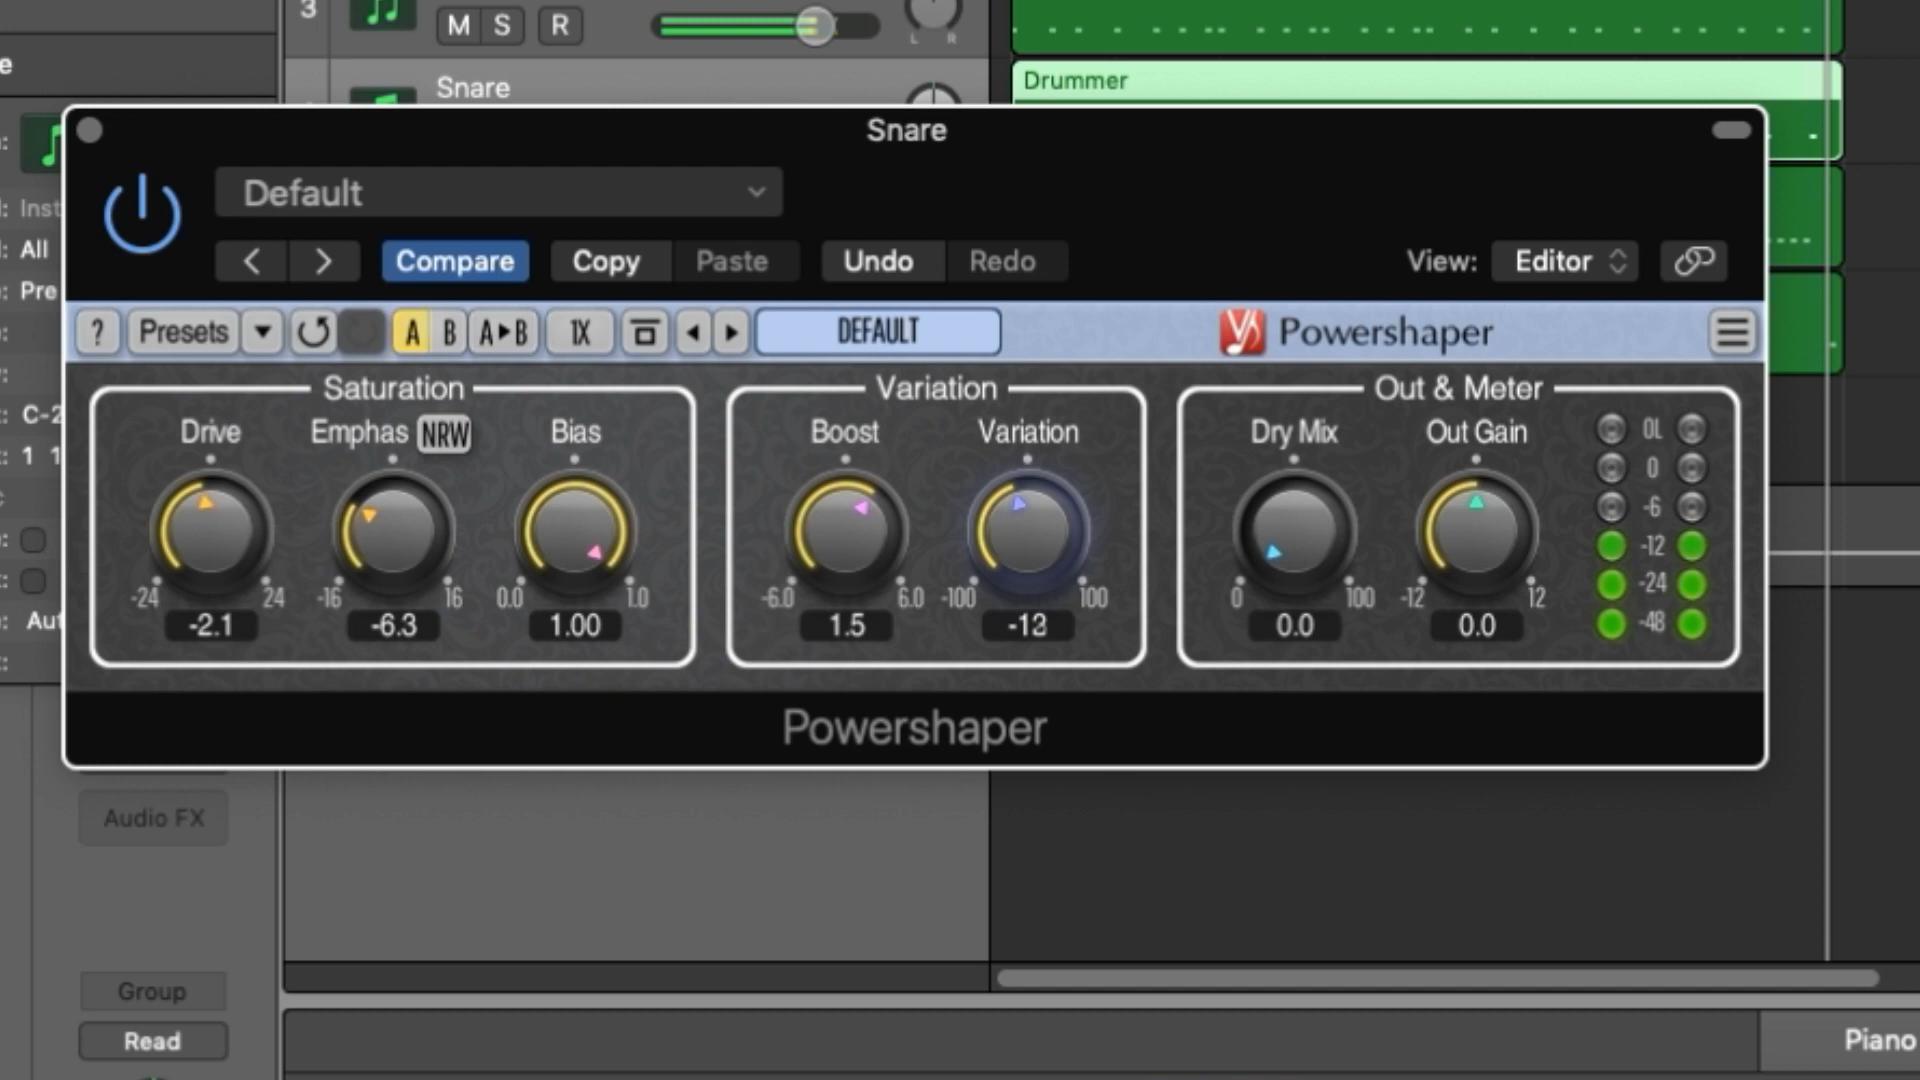 3
M S R
L R
e
Snare
Drummer
Snare
Default
Inst
All
Pre
Compare Copy Paste Undo Redo View: Editor
? Presets A B A▸B 1X DEFAULT Powershaper
Saturation
Drive Emphas NRW Bias
-24 24 -16 16 0.0 1.0
-2.1 -6.3 1.00
Variation
Boost Variation
-6.0 6.0 -100 100
1.5 -13
Out & Meter
Dry Mix Out Gain
0 100 -12 12
0.0 0.0
OL
0
-6
-12
-24
-48
C-2
1 1
Aut
Powershaper
Audio FX
Group
Read
Piano